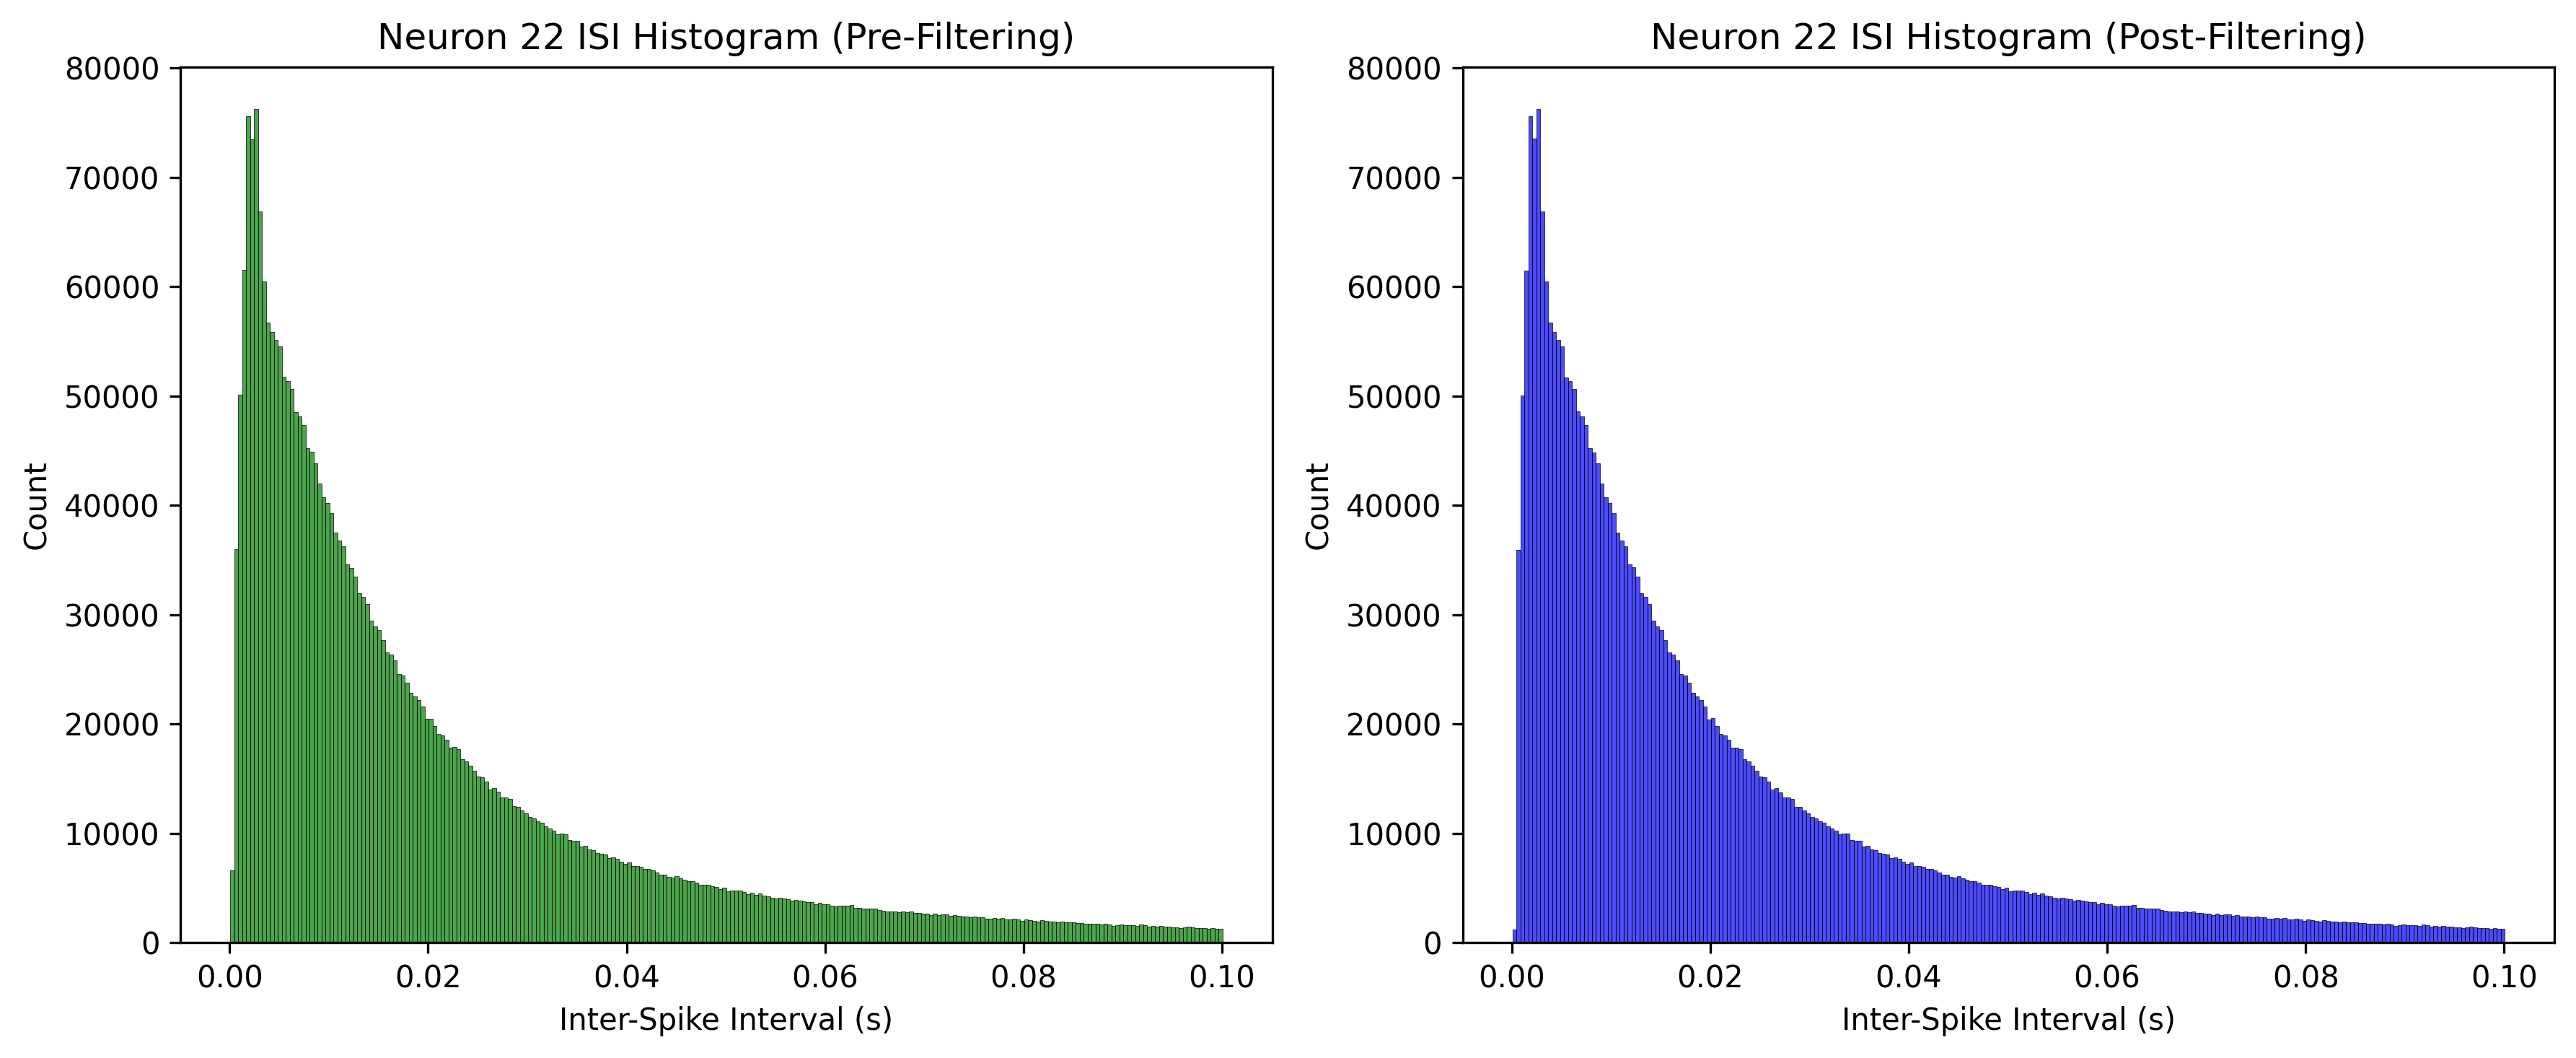 Neuron 22 ISI Histogram (Pre-Filtering)
80000
70000
60000
50000
40000
30000
20000
10000
0
Count
0.00 0.02 0.04 0.06 0.08 0.10
Inter-Spike Interval (s)
Neuron 22 ISI Histogram (Post-Filtering)
80000
70000
60000
50000
40000
30000
20000
10000
0
Count
0.00 0.02 0.04 0.06 0.08 0.10
Inter-Spike Interval (s)